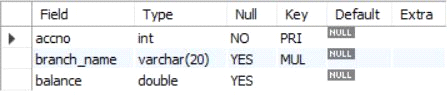 Field Type Null Key Default Extra
accno int NO PRI NULL
branch_name varchar(20) YES MUL NULL
balance double YES NULL